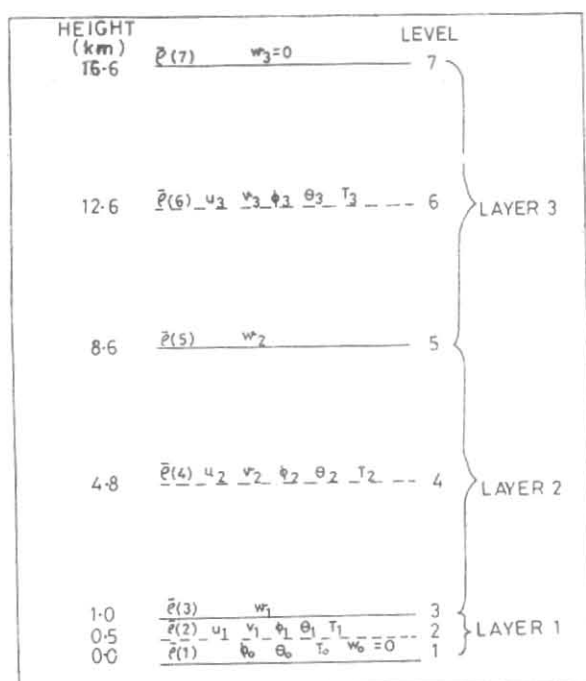 HEIGHT
(km) LEVEL
16.6 ρ̄(7) w₃=0 7
12.6 ρ̄(6) u₃ v₃ ϕ₃ θ₃ T₃ 6 LAYER 3
8.6 ρ̄(5) w₂ 5
4.8 ρ̄(4) u₂ v₂ ϕ₂ θ₂ T₂ 4 LAYER 2
1.0 ρ̄(3) w₁ 3
0.5 ρ̄(2) u₁ v₁ ϕ₁ θ₁ T₁ 2 LAYER 1
0.0 ρ̄(1) ϕ₀ θ₀ T₀ w₀=0 1